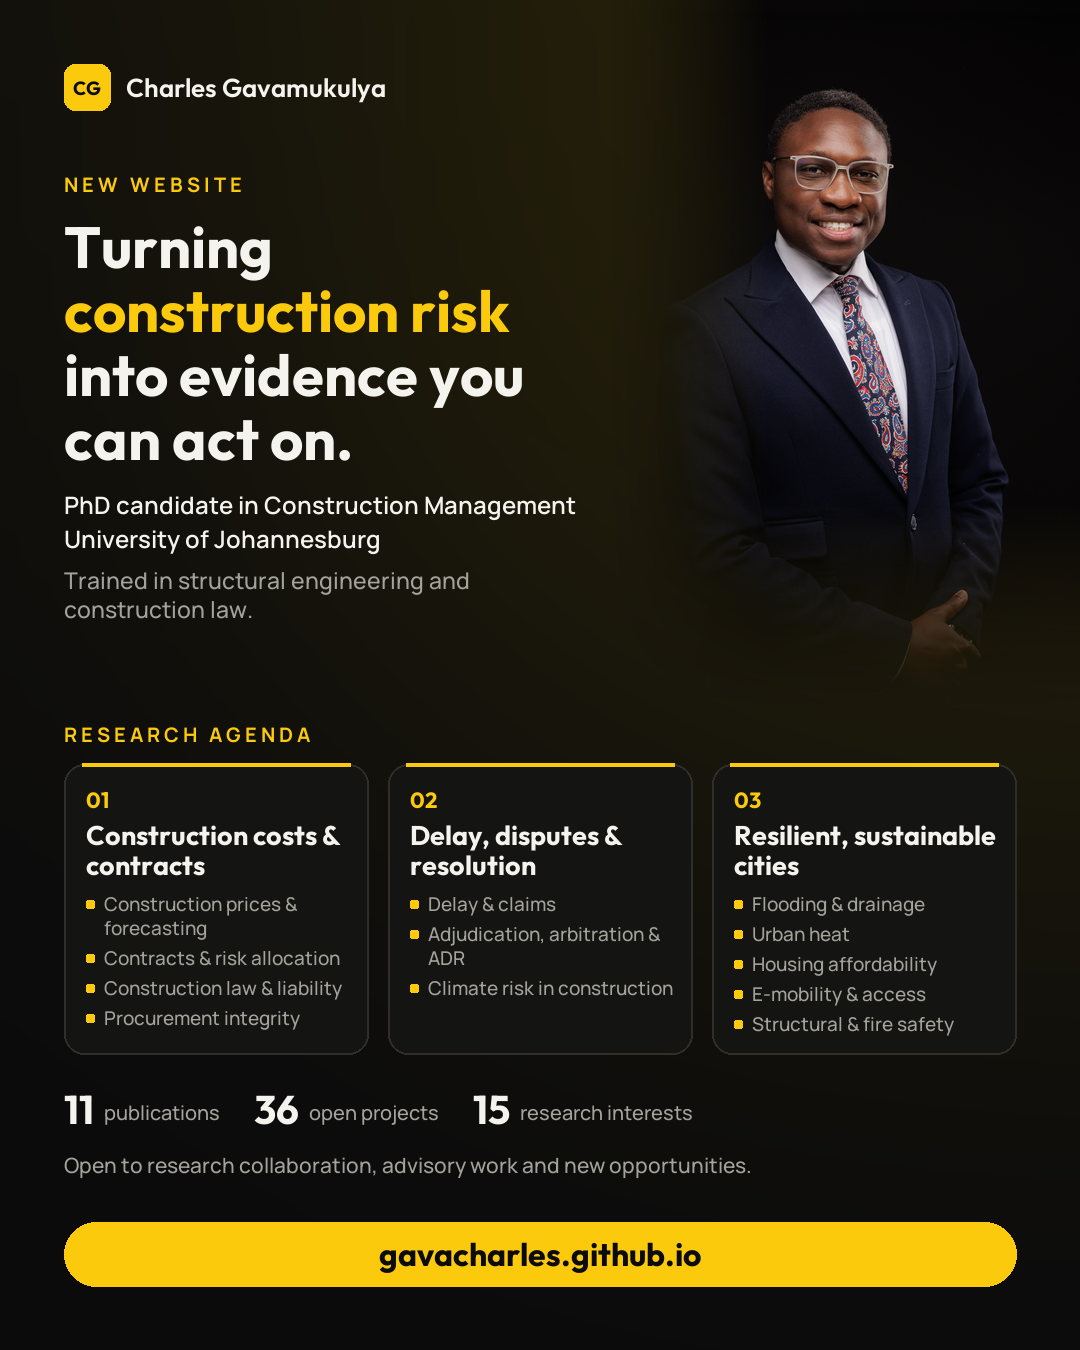 CG
Charles Gavamukulya
NEW WEBSITE
Turning
construction risk
into evidence you
can act on.
PhD candidate in Construction Management
University of Johannesburg
Trained in structural engineering and
construction law.
RESEARCH AGENDA
01
Construction costs &
contracts
Construction prices &
forecasting
Contracts & risk allocation
Construction law & liability
Procurement integrity
02
Delay, disputes &
resolution
Delay & claims
Adjudication, arbitration &
ADR
Climate risk in construction
03
Resilient, sustainable
cities
Flooding & drainage
Urban heat
Housing affordability
E-mobility & access
Structural & fire safety
11 publications 36 open projects 15 research interests
Open to research collaboration, advisory work and new opportunities.
gavacharles.github.io